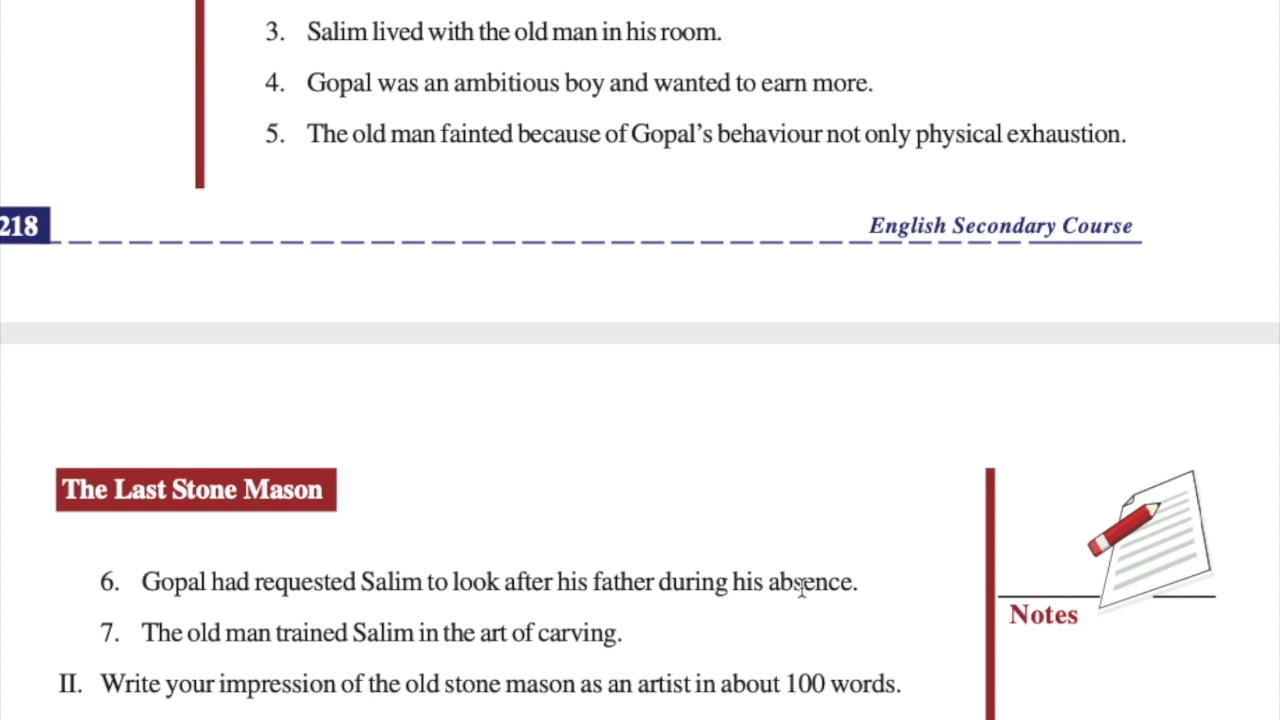 3. Salim lived with the old man in his room.
4. Gopal was an ambitious boy and wanted to earn more.
5. The old man fainted because of Gopal's behaviour not only physical exhaustion.
218
English Secondary Course
The Last Stone Mason
6. Gopal had requested Salim to look after his father during his absence.
7. The old man trained Salim in the art of carving.
Notes
II. Write your impression of the old stone mason as an artist in about 100 words.